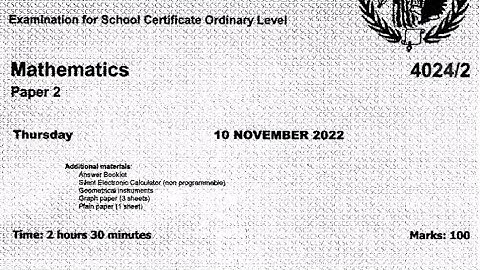 Examination for School Certificate Ordinary Level
Mathematics 4024/2
Paper 2
Thursday 10 NOVEMBER 2022
Additional materials:
Answer Booklet
Silent Electronic Calculator (non programmable)
Geometrical instruments
Graph paper (3 sheets)
Plain paper (1 sheet)
Time: 2 hours 30 minutes Marks: 100